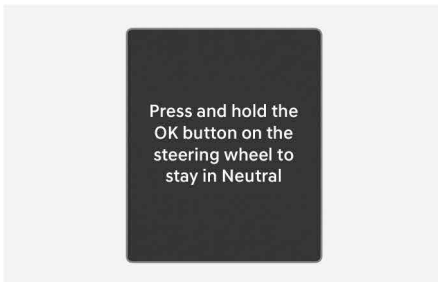 Press and hold the
OK button on the
steering wheel to
stay in Neutral